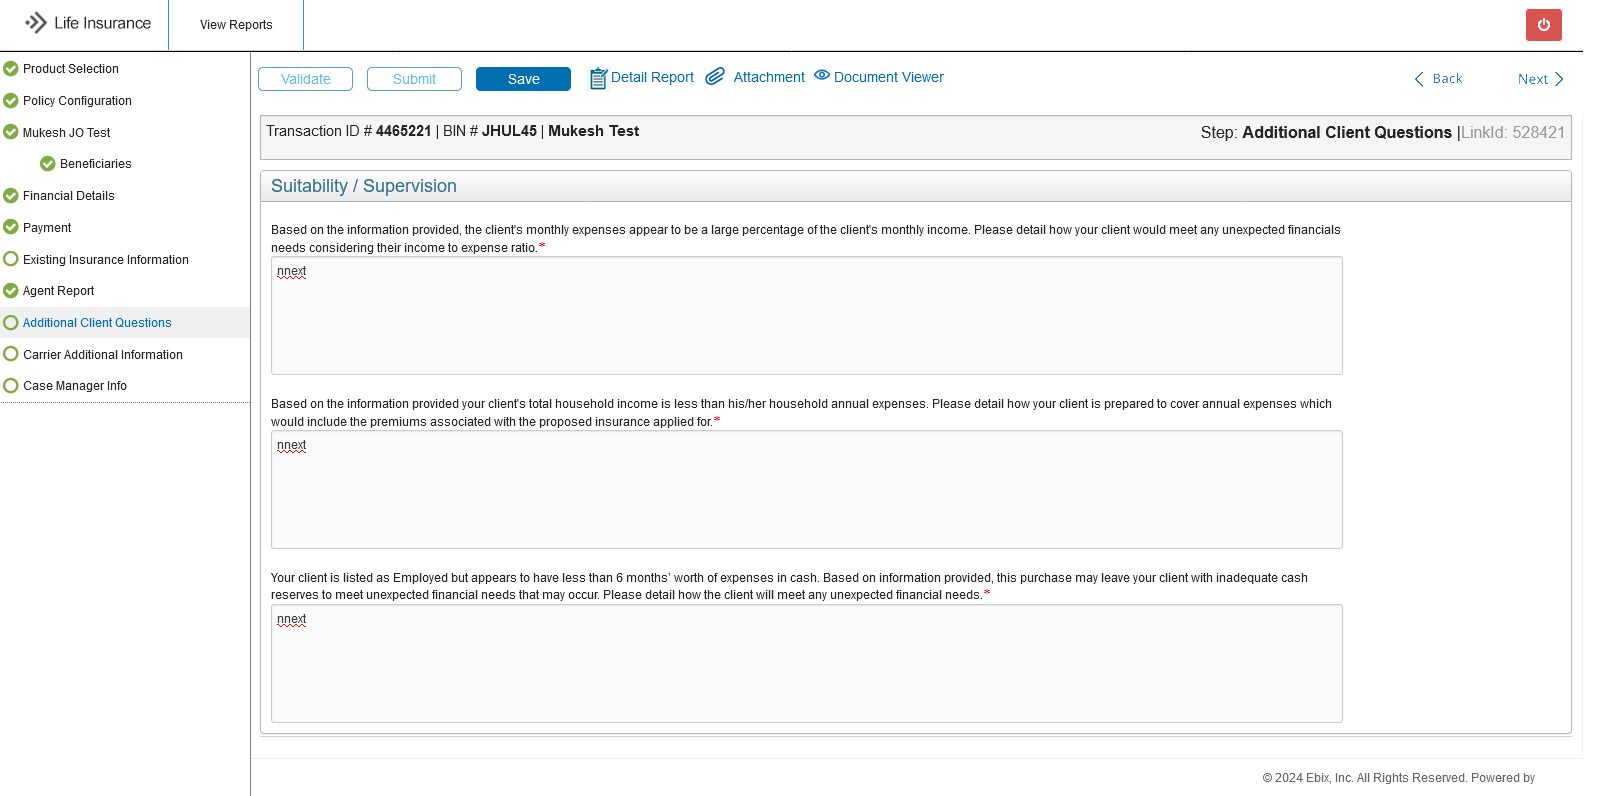 Life Insurance
View Reports
Product Selection
Policy Configuration
Mukesh JO Test
Beneficiaries
Financial Details
Payment
Existing Insurance Information
Agent Report
Additional Client Questions
Carrier Additional Information
Case Manager Info
Validate
Submit
Save
Detail Report
Attachment
Document Viewer
Back
Next
Transaction ID # 4465221 | BIN # JHUL45 | Mukesh Test
Step: Additional Client Questions |LinkId: 528421
Suitability / Supervision
Based on the information provided, the client's monthly expenses appear to be a large percentage of the client's monthly income. Please detail how your client would meet any unexpected financials
needs considering their income to expense ratio.*
nnext
Based on the information provided your client's total household income is less than his/her household annual expenses. Please detail how your client is prepared to cover annual expenses which
would include the premiums associated with the proposed insurance applied for.*
nnext
Your client is listed as Employed but appears to have less than 6 months' worth of expenses in cash. Based on information provided, this purchase may leave your client with inadequate cash
reserves to meet unexpected financial needs that may occur. Please detail how the client will meet any unexpected financial needs.*
nnext
© 2024 Ebix, Inc. All Rights Reserved. Powered by